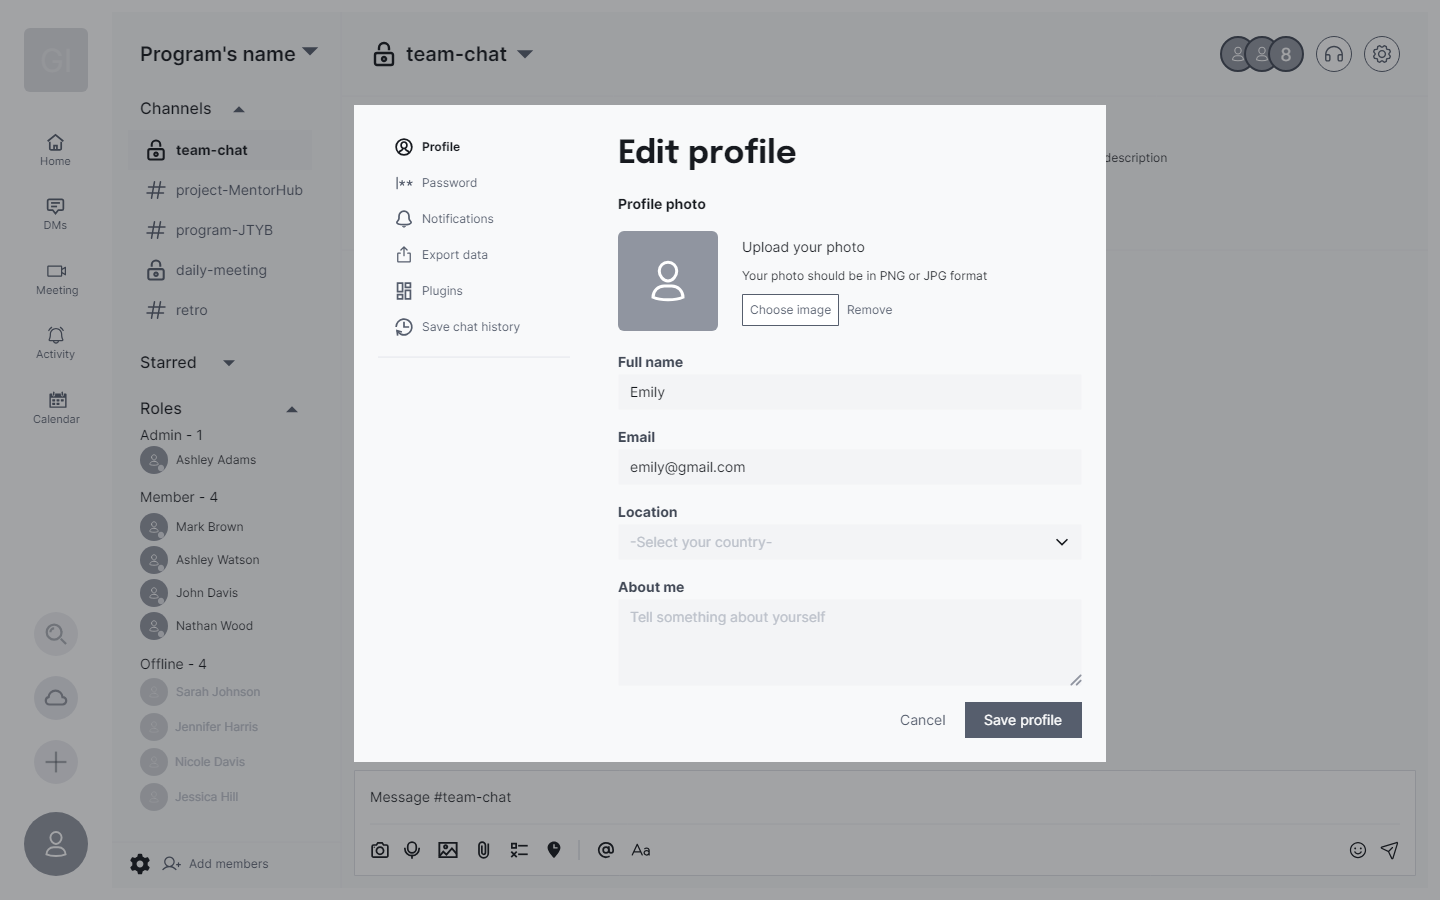 GI
Home
DMs
Meeting
Activity
Calendar
Program's name
Channels
team-chat
project-MentorHub
program-JTYB
daily-meeting
retro
Starred
Roles
Admin - 1
Ashley Adams
Member - 4
Mark Brown
Ashley Watson
John Davis
Nathan Wood
Offline - 4
Sarah Johnson
Jennifer Harris
Nicole Davis
Jessica Hill
Add members
team-chat
8
description
Profile
Password
Notifications
Export data
Plugins
Save chat history
Edit profile
Profile photo
Upload your photo
Your photo should be in PNG or JPG format
Choose image Remove
Full name
Emily
Email
emily@gmail.com
Location
-Select your country-
About me
Tell something about yourself
Cancel Save profile
Message #team-chat
@ Aa